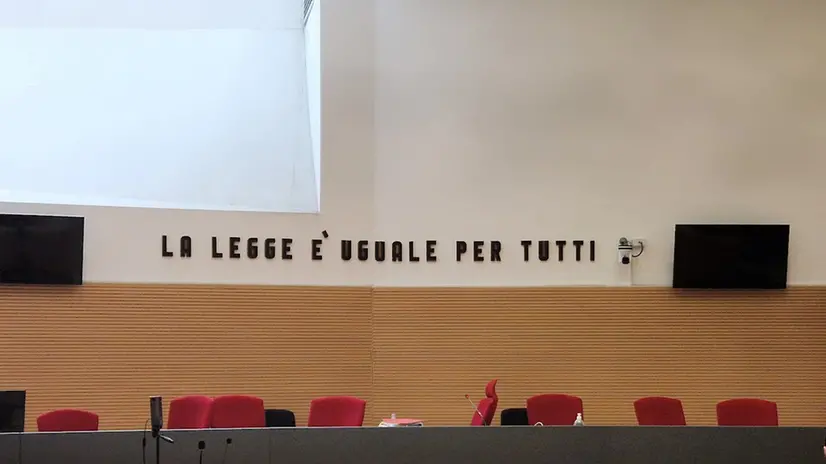 LA LEGGE E' UGUALE PER TUTTI